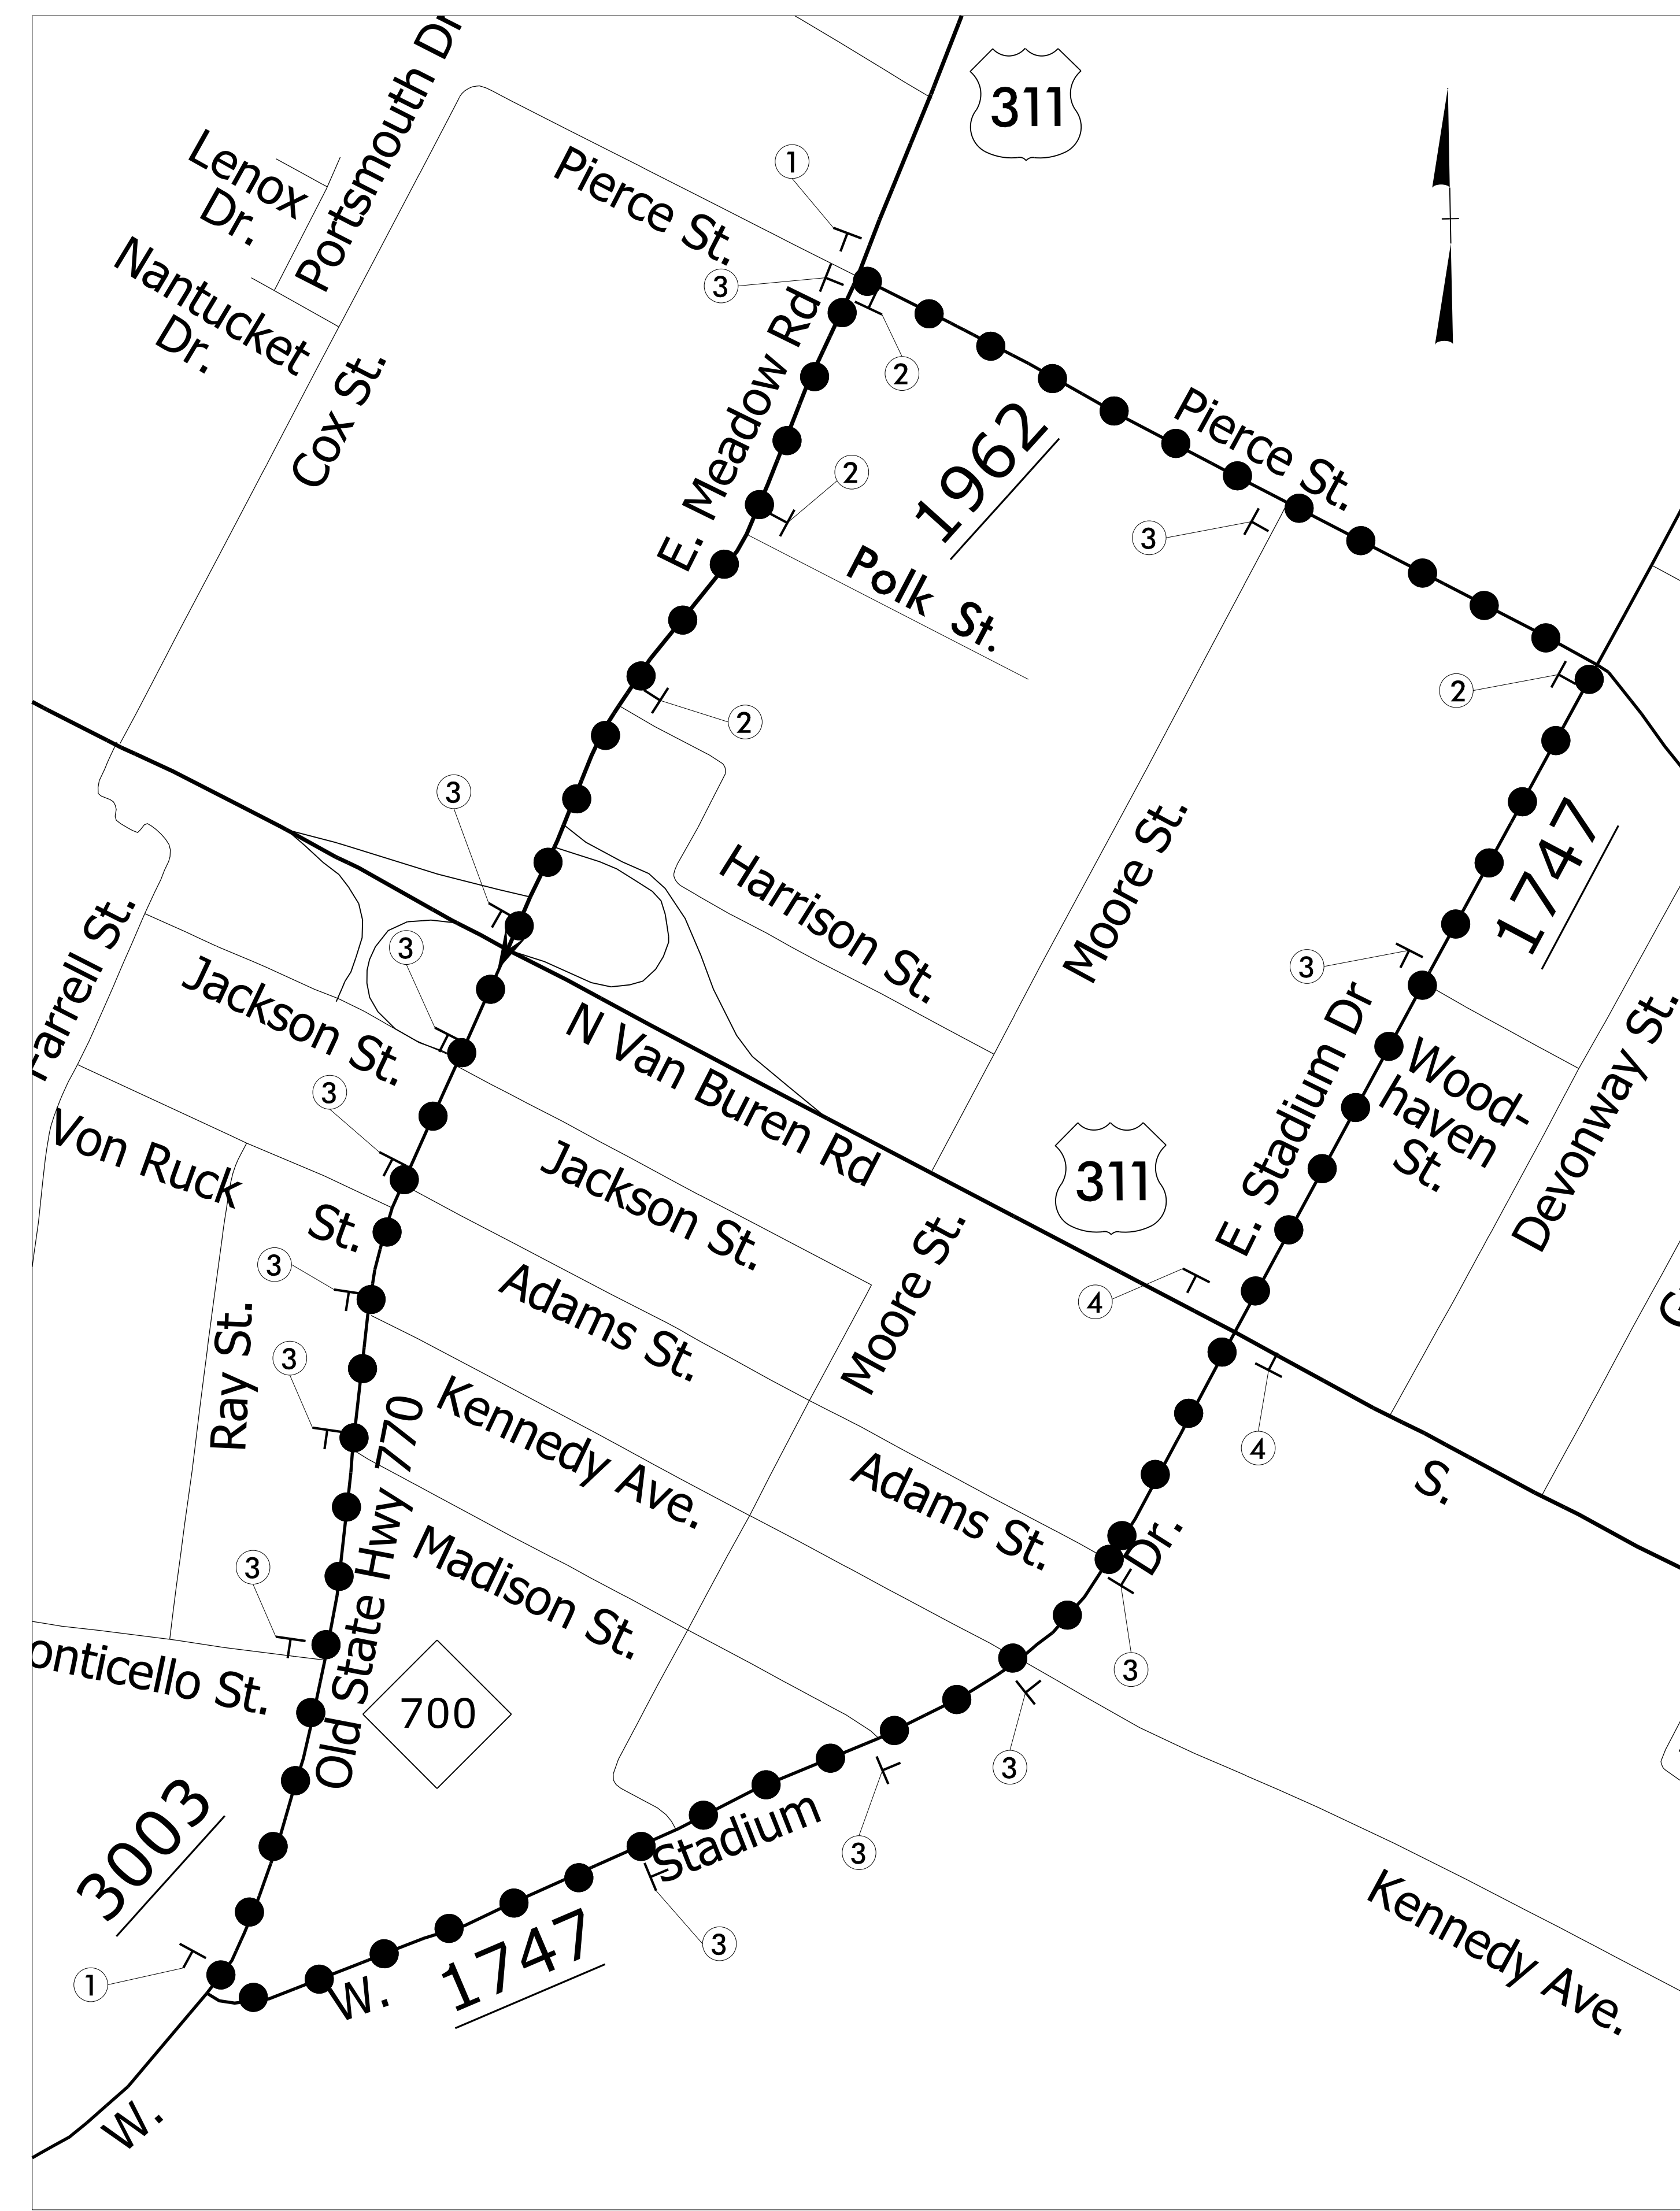 Portsmouth Dr
311
Lenox
Dr.
Pierce St.
1
3
Nantucket
Dr.
2
Cox St.
E. Meadow Rd
1962
Pierce St.
2
3
Polk St.
2
2
3
Harrison St.
Moore St.
1747
3
3
Farrell St.
Jackson St.
N Van Buren Rd
E. Stadium Dr
Wood-
haven
St.
Devonway St.
3
Von Ruck
St.
Jackson St.
311
3
Adams St.
Moore St.
4
3
Ray St.
Kennedy Ave.
4
S.
Adams St.
Dr.
3
Old State Hwy 770
Madison St.
3
onticello St.
700
3
3003
Stadium
3
3
Kennedy Ave.
1
W.
1747
W.